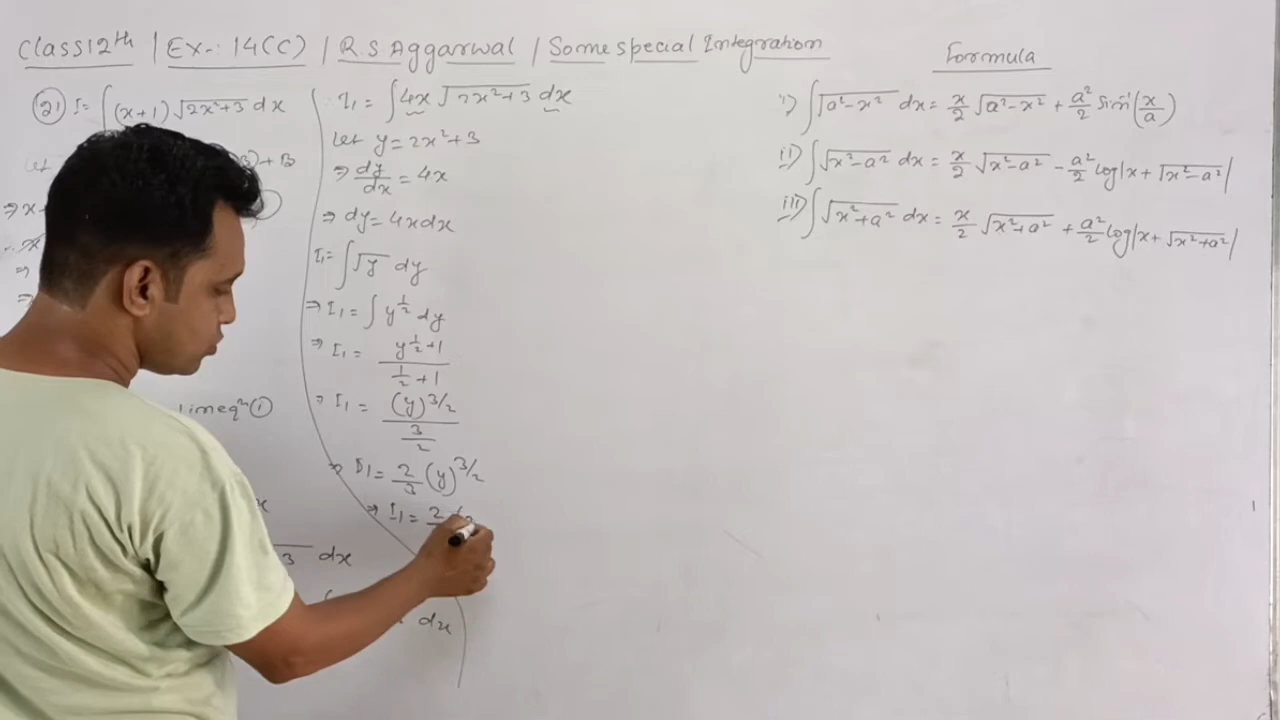 Class12th / Ex-: 14(C) / R S Aggarwal / Some special Integration
(21) I = ∫(x+1) √2x²+3 dx
Let
+ B
⇒ x
⇒
⇒
in eqⁿ (1)
3 dx
dx
I₁ = ∫4x √2x²+3 dx
Let y = 2x²+3
⇒ dy/dx = 4x
⇒ dy = 4x dx
I₁ = ∫√y dy
⇒ I₁ = ∫ y^1/2 dy
⇒ I₁ = y^1/2+1 / 1/2+1
⇒ I₁ = (y)^3/2 / 3/2
⇒ I₁ = 2/3 (y)^3/2
⇒ I₁ = 2
Formula
i) ∫√a²-x² dx = x/2 √a²-x² + a²/2 sin⁻¹(x/a)
ii) ∫√x²-a² dx = x/2 √x²-a² - a²/2 log|x + √x²-a²|
iii) ∫√x²+a² dx = x/2 √x²+a² + a²/2 log|x + √x²+a²|